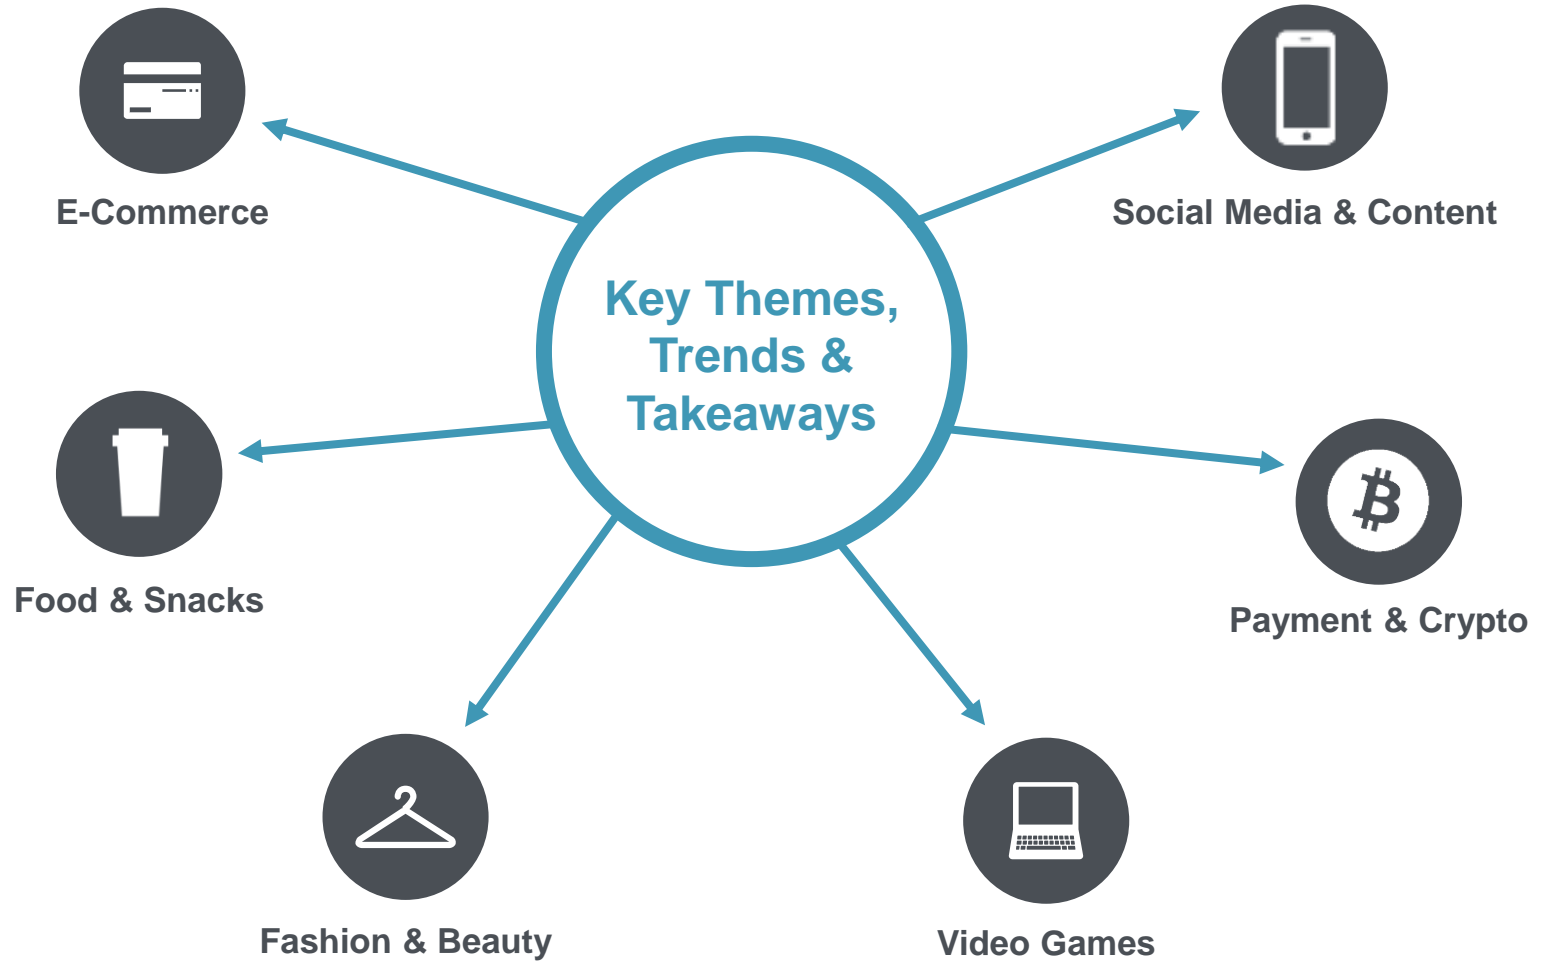 E-Commerce
Social Media & Content
Key Themes,
Trends &
Takeaways
Food & Snacks
Payment & Crypto
Fashion & Beauty
Video Games